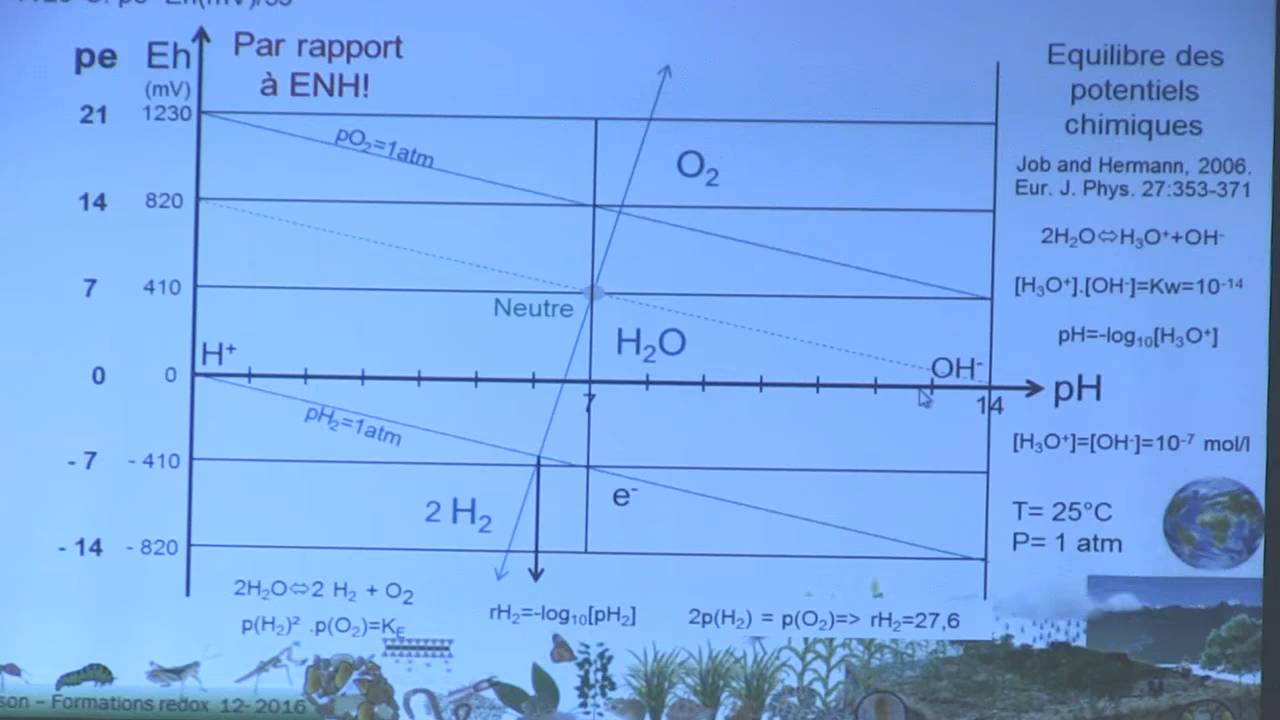 pe Eh
(mV)
Par rapport
à ENH!
21 1230
14 820
7 410
0 0
- 7 - 410
- 14 - 820
pO₂=1atm
O₂
Neutre
H₂O
H⁺
OH⁻
7
14
pH
pH₂=1atm
2 H₂
e⁻
2H₂O⇔2 H₂ + O₂
p(H₂)² .p(O₂)=K_E
rH₂=-log₁₀[pH₂]
2p(H₂) = p(O₂)=> rH₂=27,6
Equilibre des
potentiels
chimiques
Job and Hermann, 2006.
Eur. J. Phys. 27:353-371
2H₂O⇔H₃O⁺+OH⁻
[H₃O⁺].[OH⁻]=Kw=10⁻¹⁴
pH=-log₁₀[H₃O⁺]
[H₃O⁺]=[OH⁻]=10⁻⁷ mol/l
T= 25°C
P= 1 atm
son – Formations redox 12- 2016